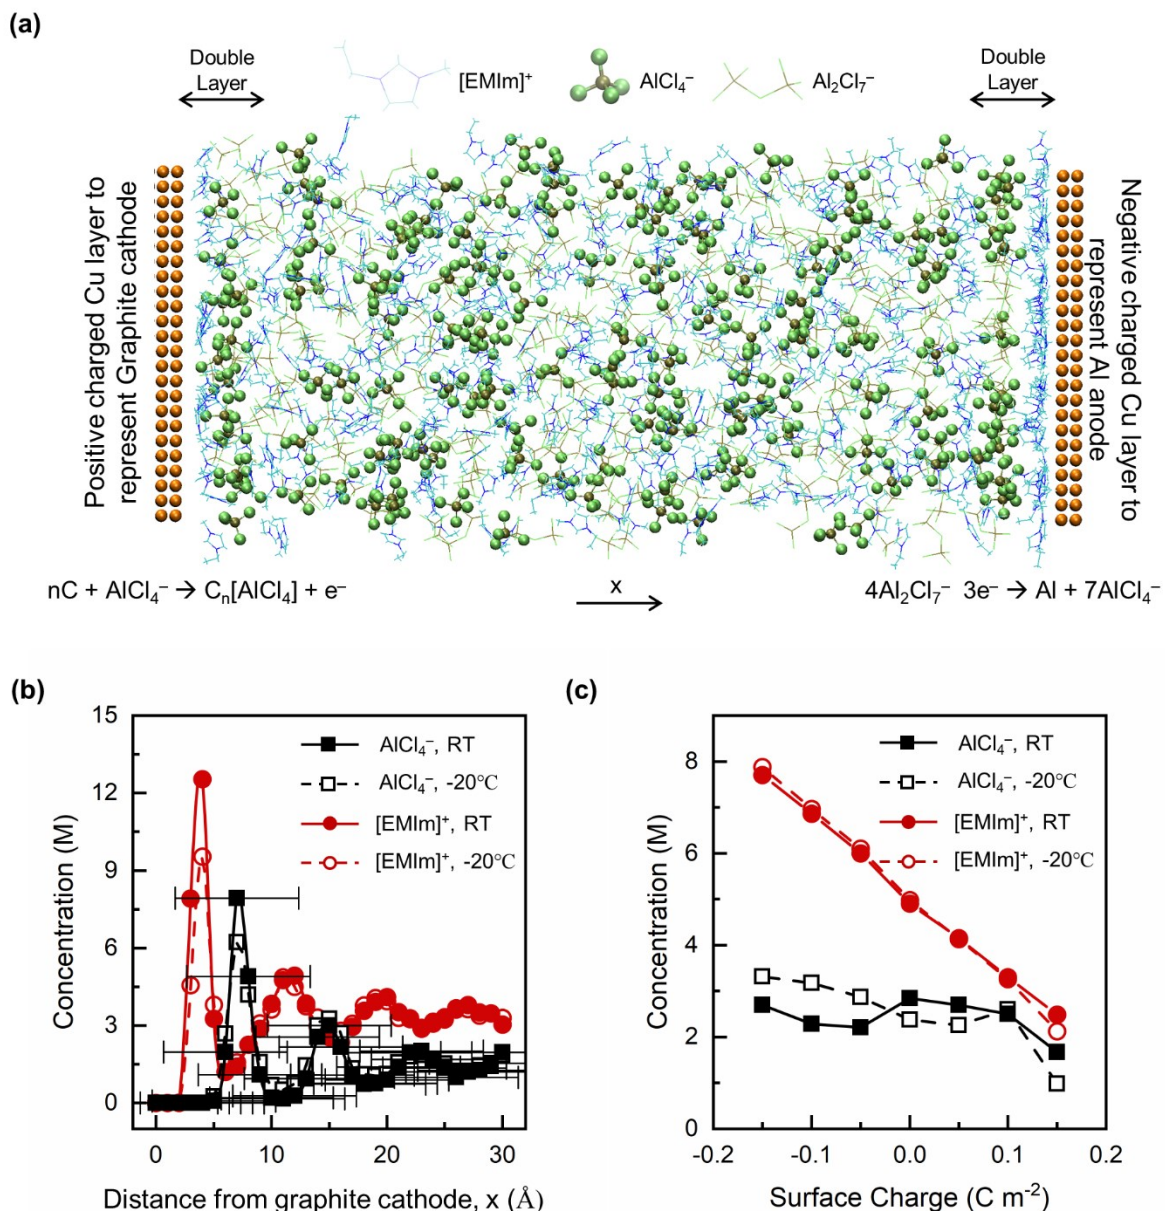 (a)
Double
Layer
[EMIm]⁺
AlCl₄⁻
Al₂Cl₇⁻
Double
Layer
Positive charged Cu layer to
represent Graphite cathode
Negative charged Cu layer to
represent Al anode
nC + AlCl₄⁻ → Cₙ[AlCl₄] + e⁻
x
4Al₂Cl₇⁻ 3e⁻ → Al + 7AlCl₄⁻
(b)
15
12
9
6
3
0
Concentration (M)
AlCl₄⁻, RT
AlCl₄⁻, -20℃
[EMIm]⁺, RT
[EMIm]⁺, -20℃
0 10 20 30
Distance from graphite cathode, x (Å)
(c)
8
6
4
2
0
Concentration (M)
AlCl₄⁻, RT
AlCl₄⁻, -20℃
[EMIm]⁺, RT
[EMIm]⁺, -20℃
-0.2 -0.1 0.0 0.1 0.2
Surface Charge (C m⁻²)